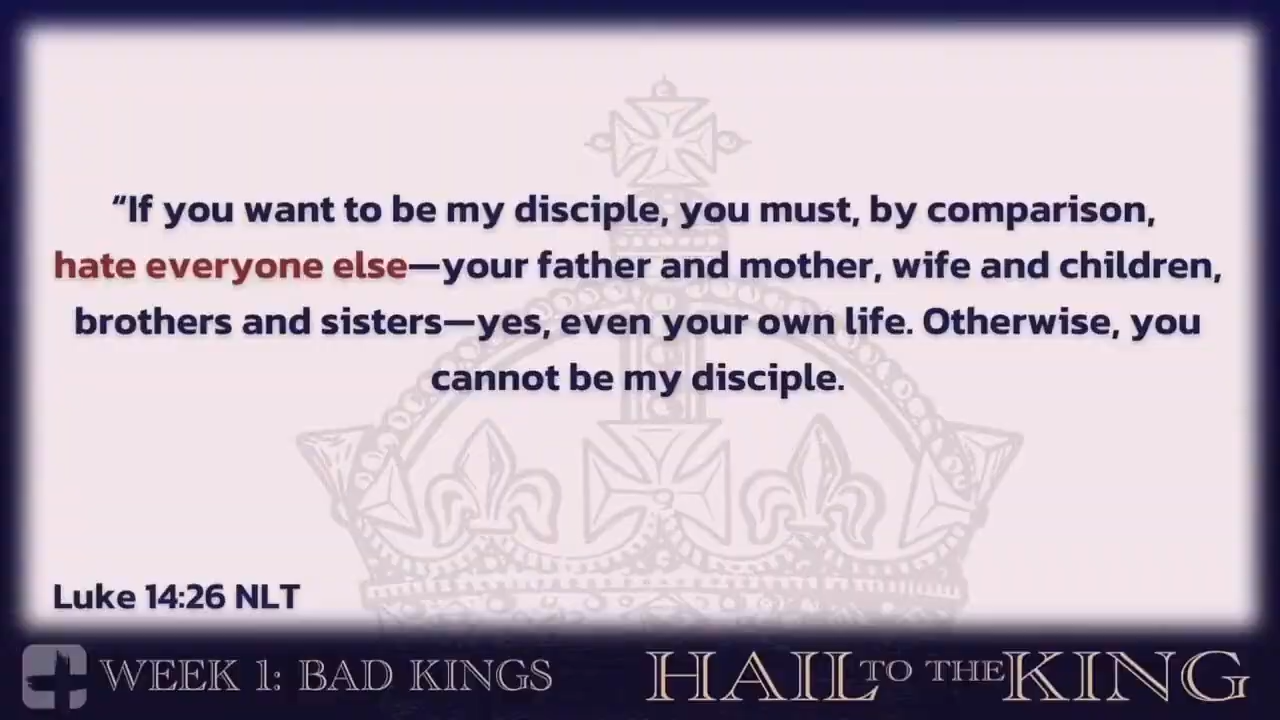 “If you want to be my disciple, you must, by comparison,
hate everyone else—your father and mother, wife and children,
brothers and sisters—yes, even your own life. Otherwise, you
cannot be my disciple.
Luke 14:26 NLT
WEEK 1: BAD KINGS
HAIL TO THE KING